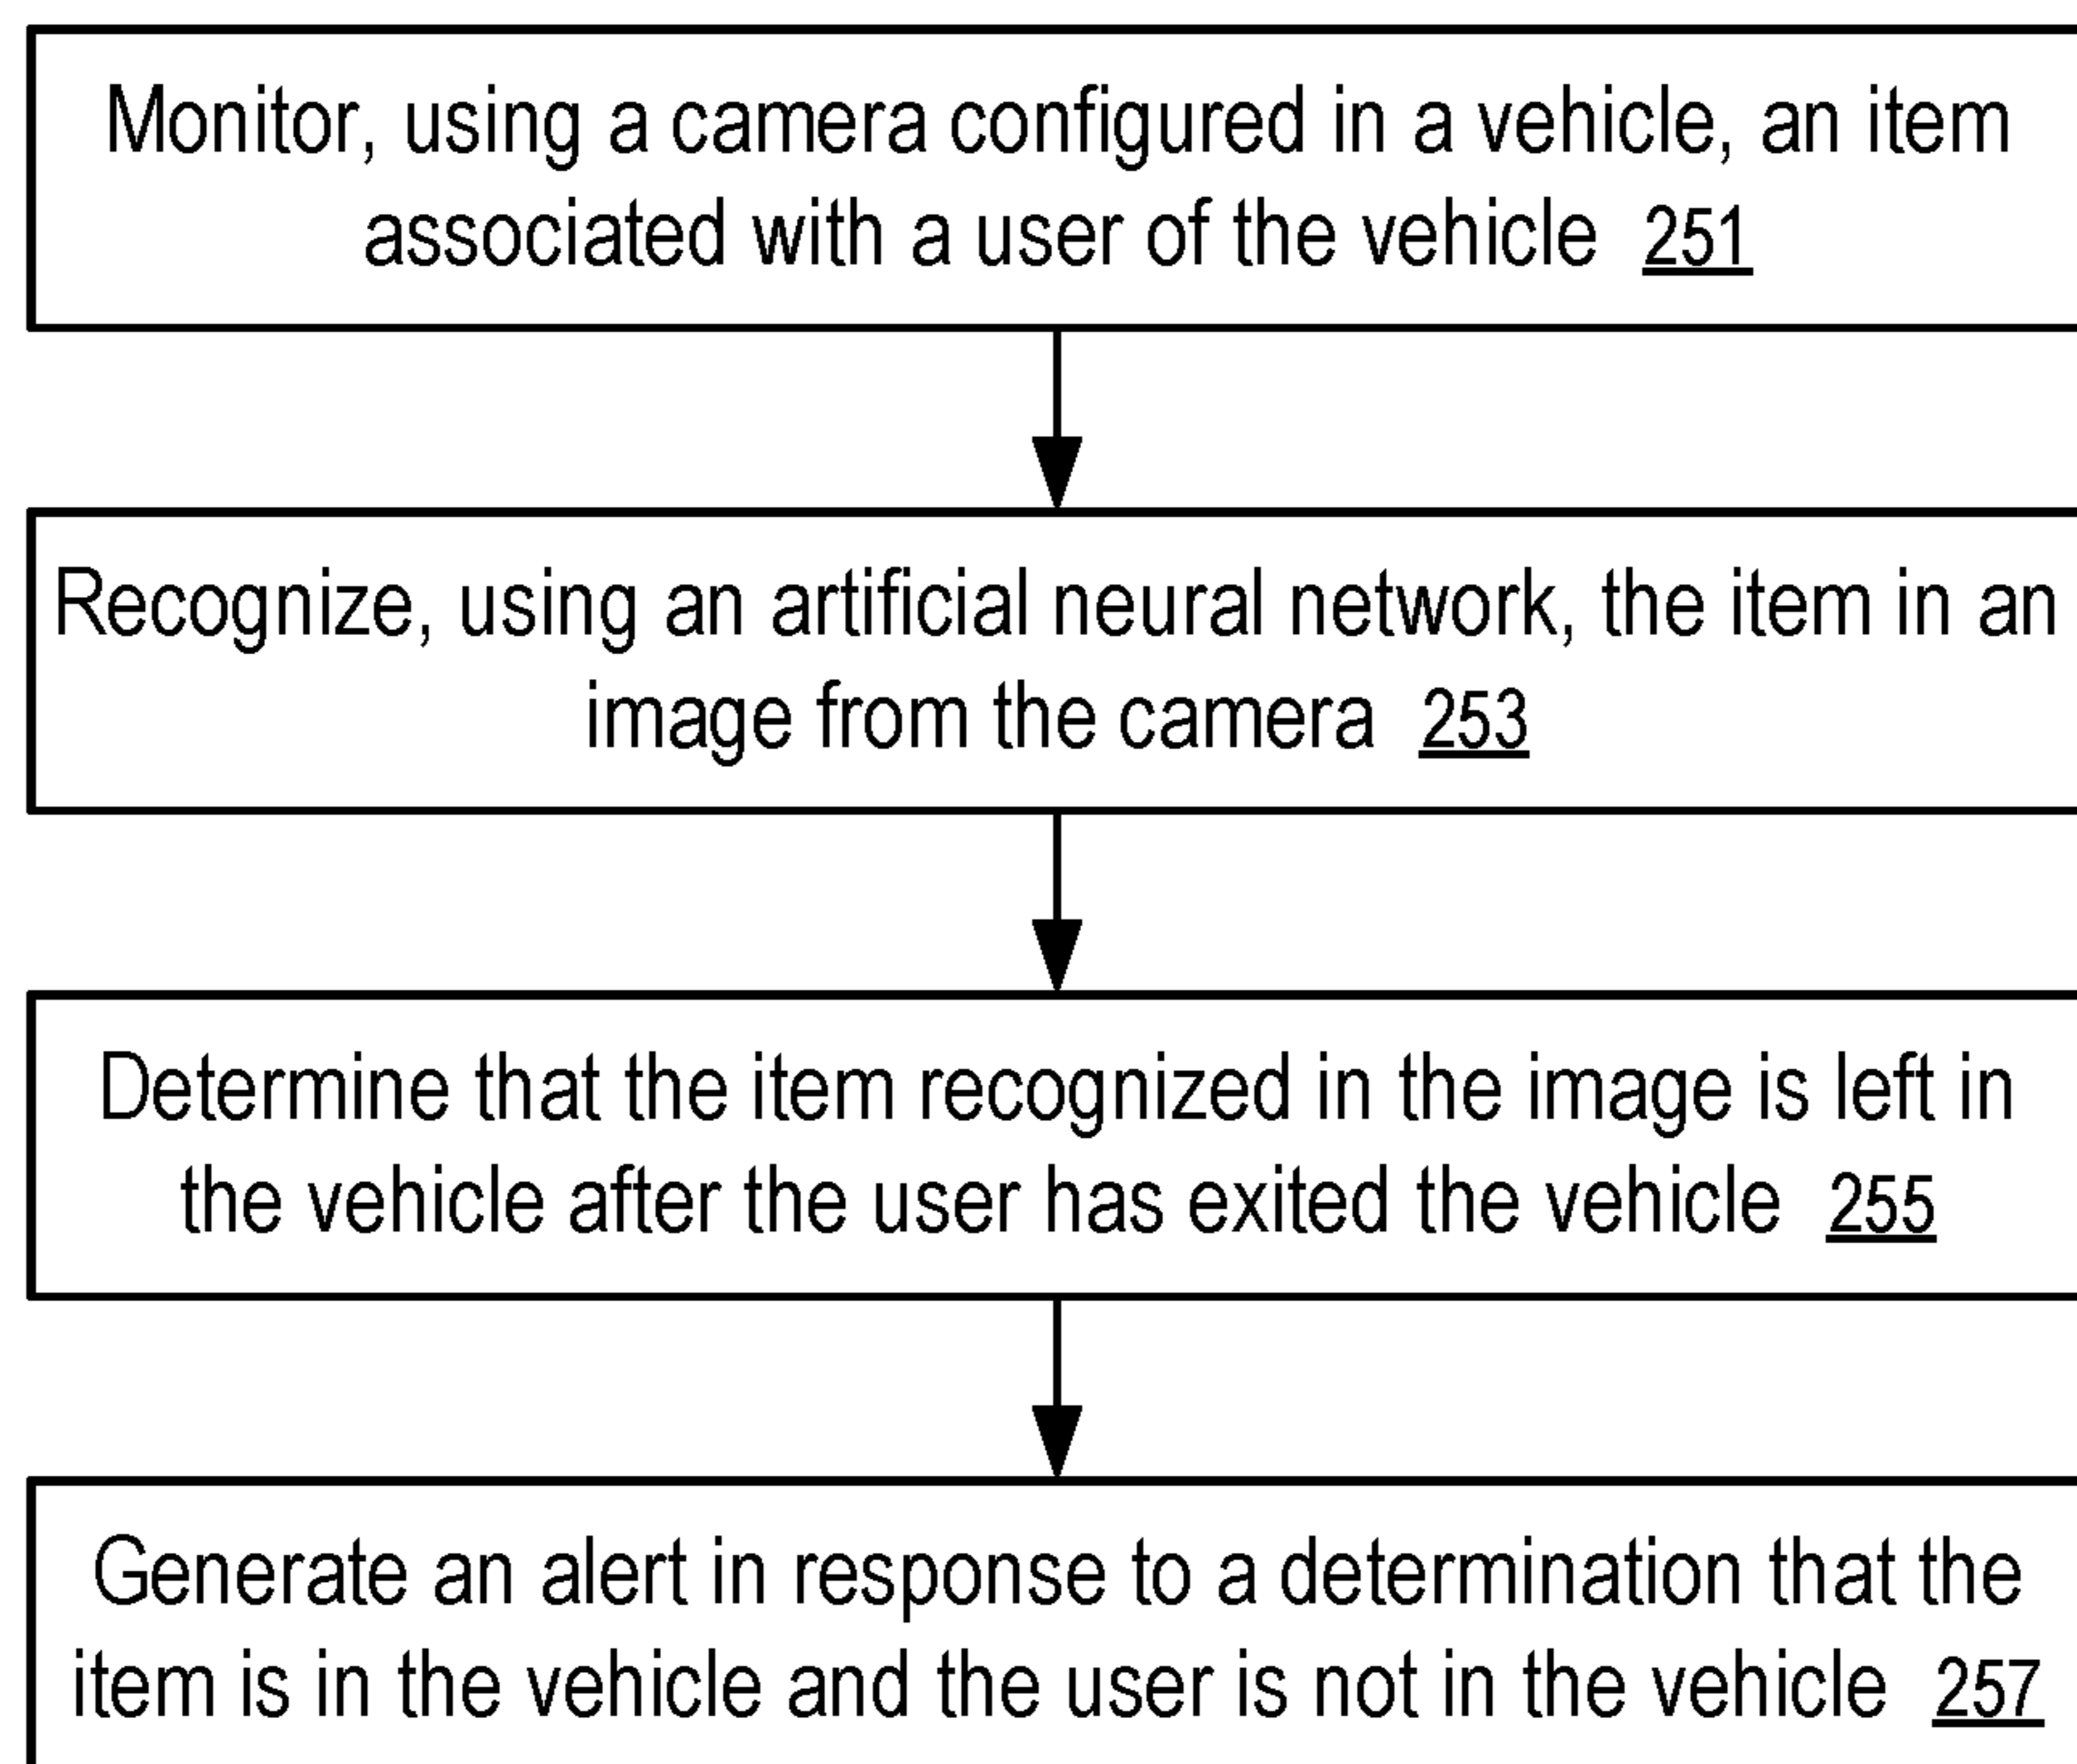 Monitor, using a camera configured in a vehicle, an item
associated with a user of the vehicle 251
Recognize, using an artificial neural network, the item in an
image from the camera 253
Determine that the item recognized in the image is left in
the vehicle after the user has exited the vehicle 255
Generate an alert in response to a determination that the
item is in the vehicle and the user is not in the vehicle 257